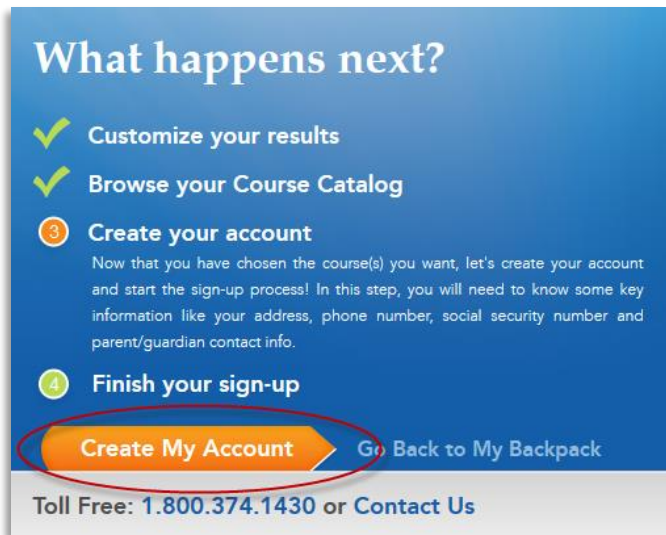 What happens next?
Customize your results
Browse your Course Catalog
3 Create your account
Now that you have chosen the course(s) you want, let's create your account
and start the sign-up process! In this step, you will need to know some key
information like your address, phone number, social security number and
parent/guardian contact info.
4 Finish your sign-up
Create My Account Go Back to My Backpack
Toll Free: 1.800.374.1430 or Contact Us